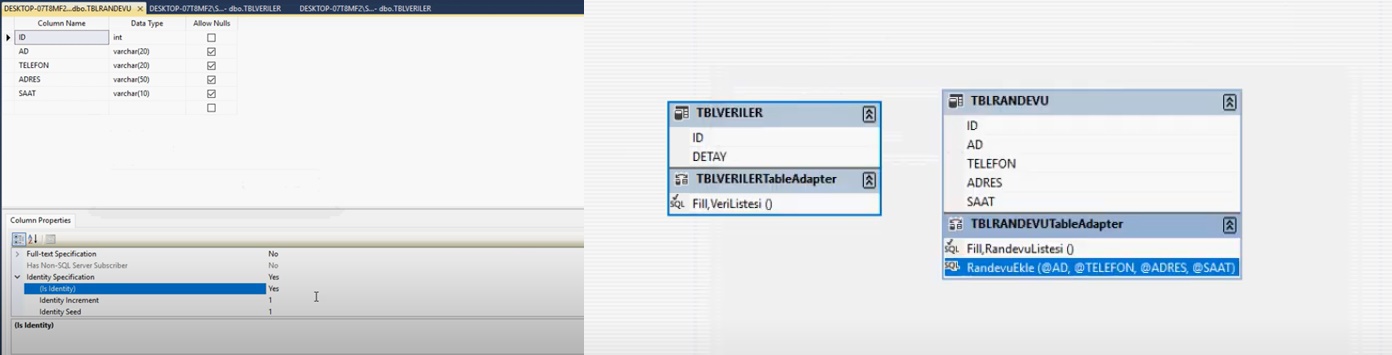 DESKTOP-07T8MF2...dbo.TBLRANDEVU × DESKTOP-07T8MF2\S...- dbo.TBLVERILER DESKTOP-07T8MF2\S...- dbo.TBLVERILER
Column Name Data Type Allow Nulls
ID int
AD varchar(20)
TELEFON varchar(20)
ADRES varchar(50)
SAAT varchar(10)
Column Properties
Full-text Specification No
Has Non-SQL Server Subscriber No
Identity Specification Yes
(Is Identity) Yes
Identity Increment 1
Identity Seed 1
(Is Identity)
TBLVERILER
ID
DETAY
TBLVERILERTableAdapter
SQL Fill,VeriListesi ()
TBLRANDEVU
ID
AD
TELEFON
ADRES
SAAT
TBLRANDEVUTableAdapter
SQL Fill,RandevuListesi ()
SQL RandevuEkle (@AD, @TELEFON, @ADRES, @SAAT)